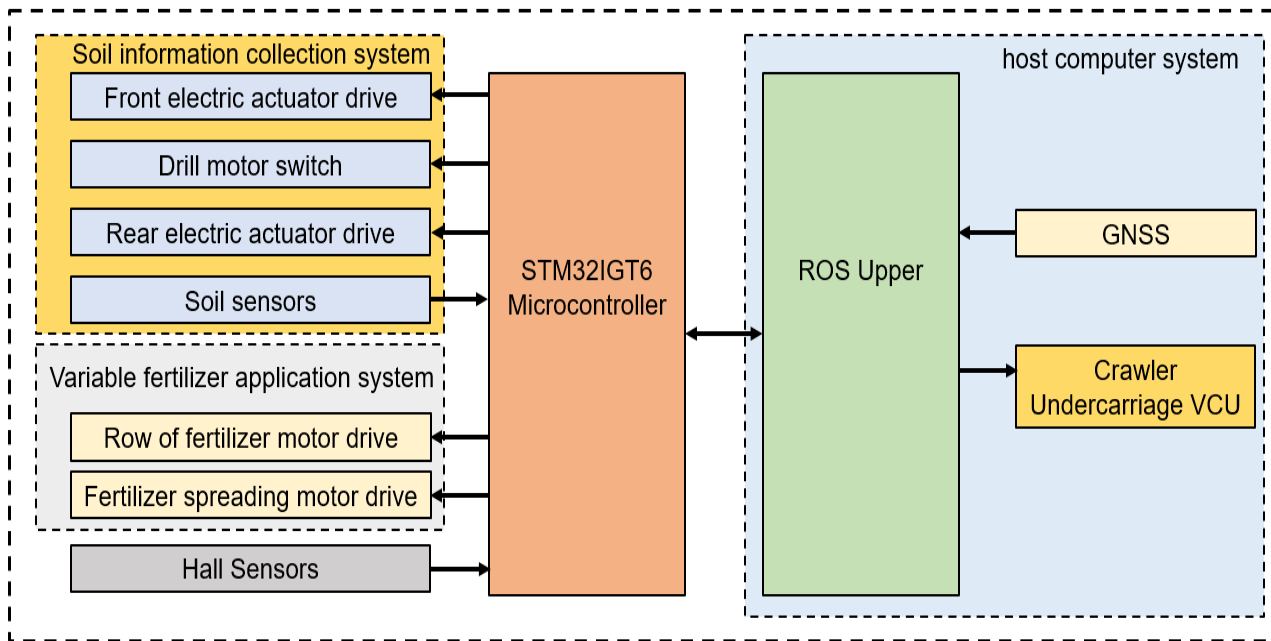 Soil information collection system
Front electric actuator drive
Drill motor switch
Rear electric actuator drive
Soil sensors
Variable fertilizer application system
Row of fertilizer motor drive
Fertilizer spreading motor drive
Hall Sensors
STM32IGT6
Microcontroller
host computer system
ROS Upper
GNSS
Crawler
Undercarriage VCU